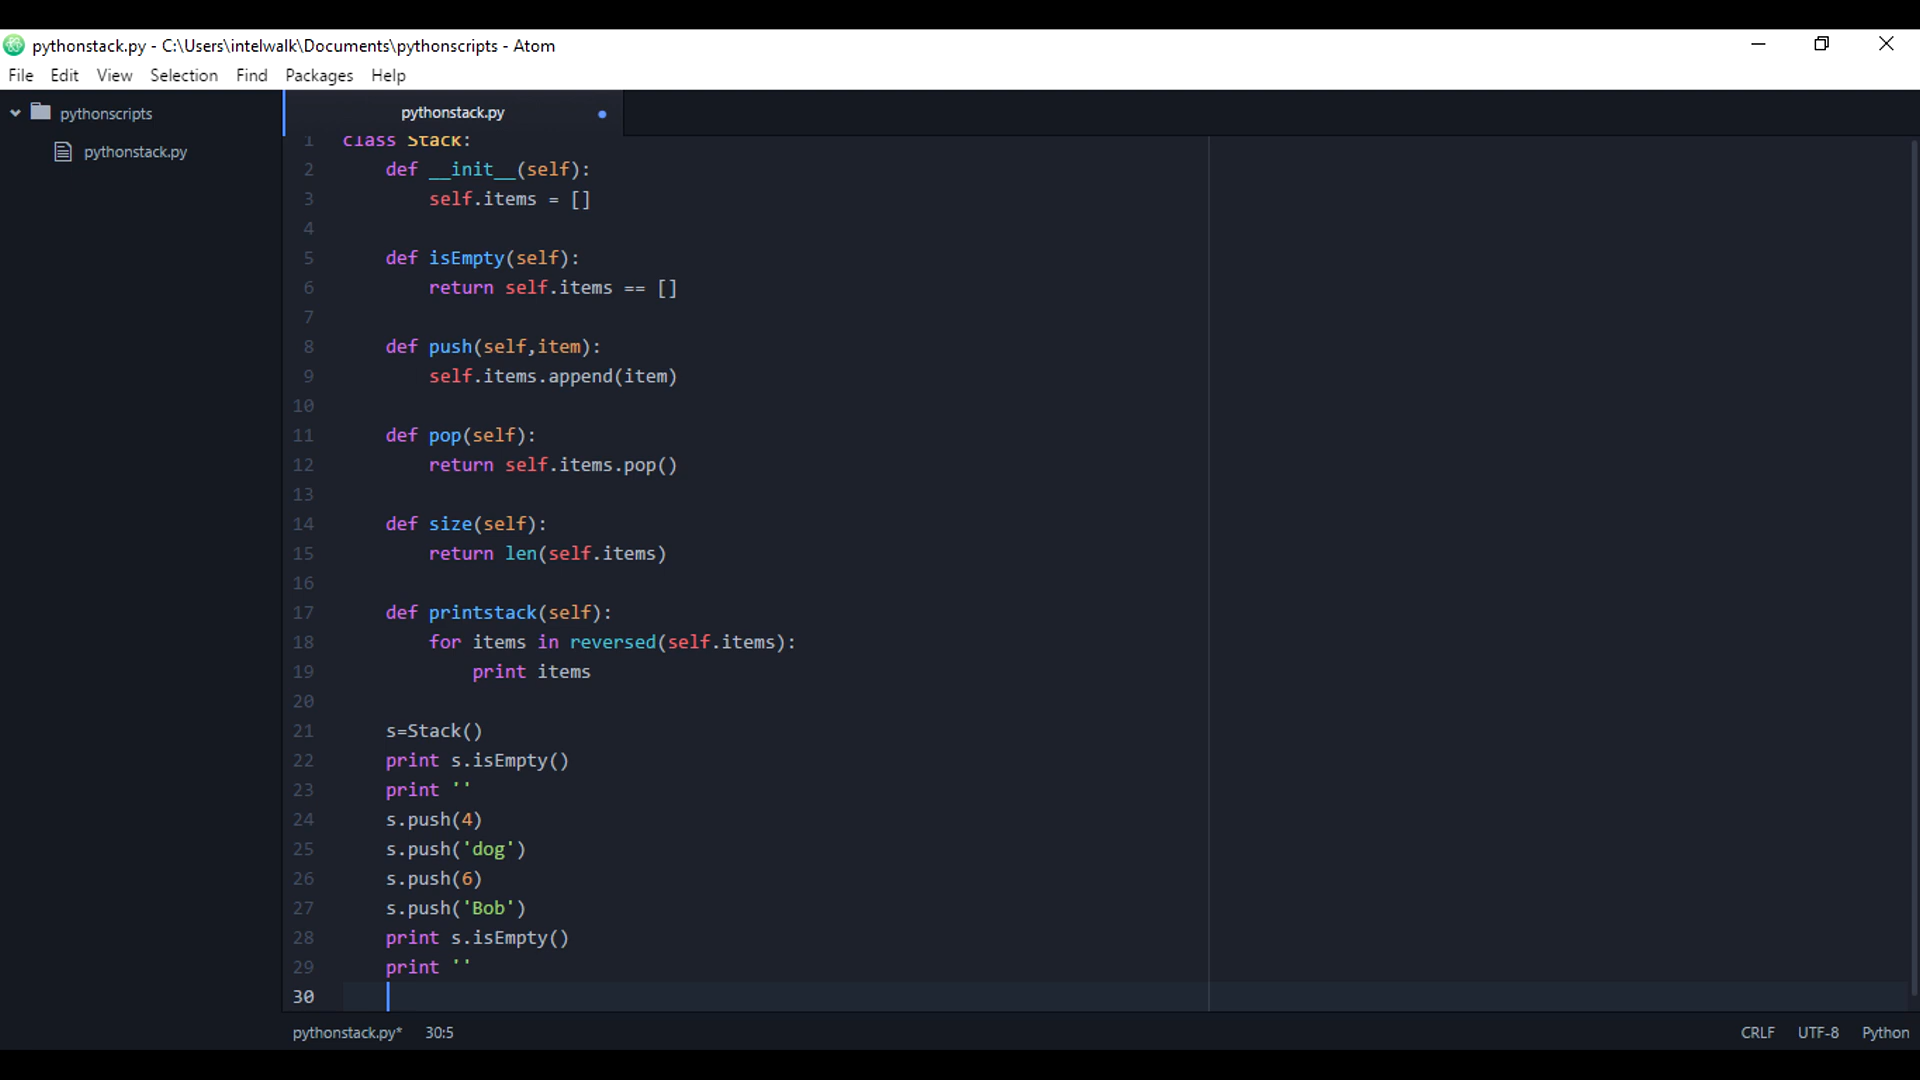 pythonstack.py - C:\Users\intelwalk\Documents\pythonscripts - Atom
File Edit View Selection Find Packages Help
pythonscripts
pythonstack.py
pythonstack.py
1 class Stack:
2     def __init__(self):
3         self.items = []
4
5     def isEmpty(self):
6         return self.items == []
7
8     def push(self,item):
9         self.items.append(item)
10
11     def pop(self):
12         return self.items.pop()
13
14     def size(self):
15         return len(self.items)
16
17     def printstack(self):
18         for items in reversed(self.items):
19             print items
20
21     s=Stack()
22     print s.isEmpty()
23     print ''
24     s.push(4)
25     s.push('dog')
26     s.push(6)
27     s.push('Bob')
28     print s.isEmpty()
29     print ''
30
pythonstack.py* 30:5 CRLF UTF-8 Python